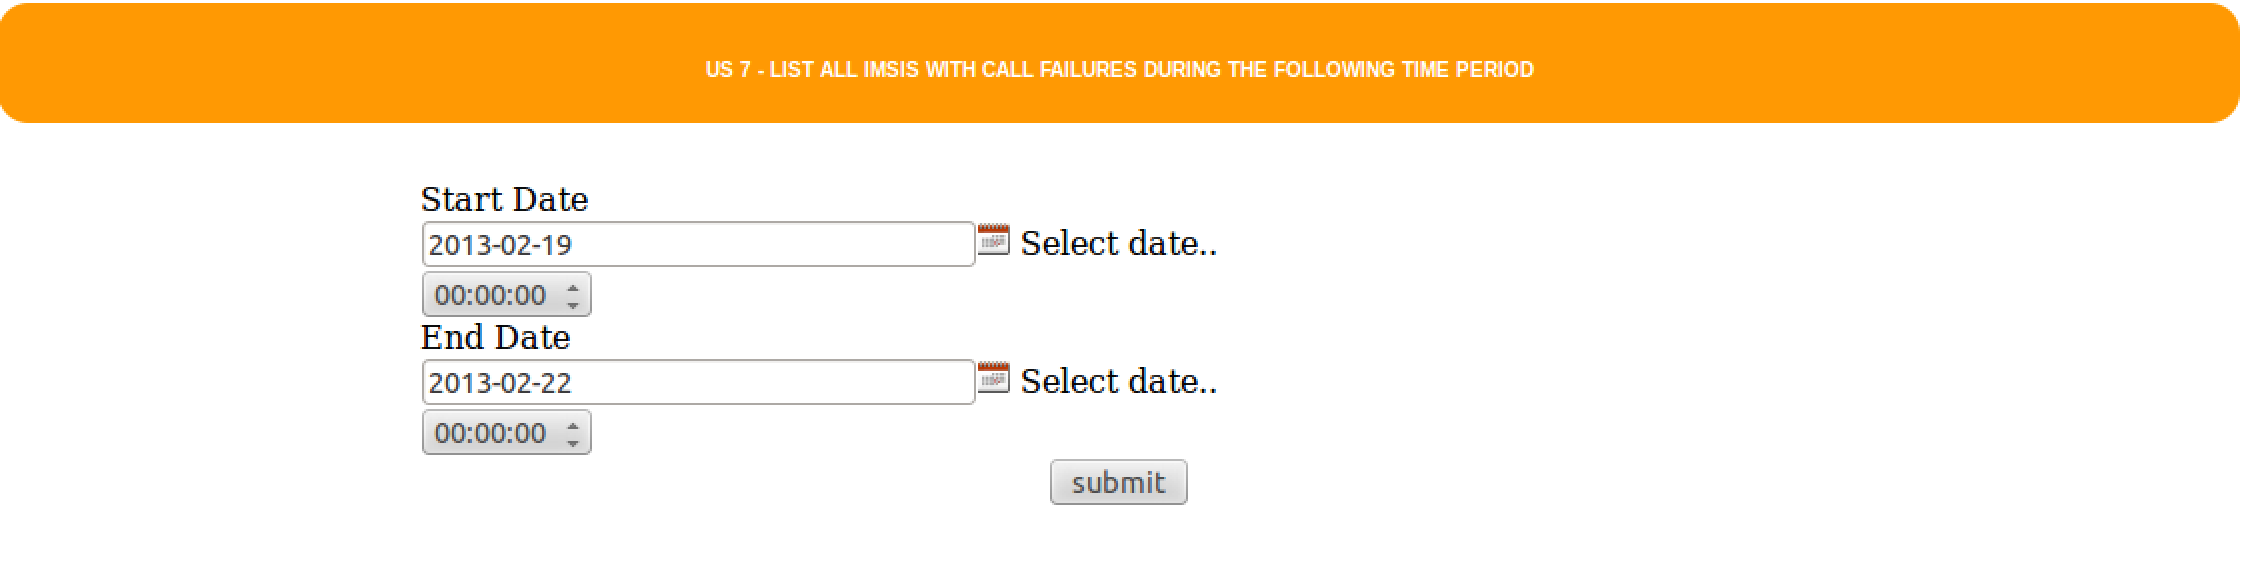 US 7 - LIST ALL IMSIS WITH CALL FAILURES DURING THE FOLLOWING TIME PERIOD
Start Date
2013-02-19 Select date..
00:00:00
End Date
2013-02-22 Select date..
00:00:00
submit